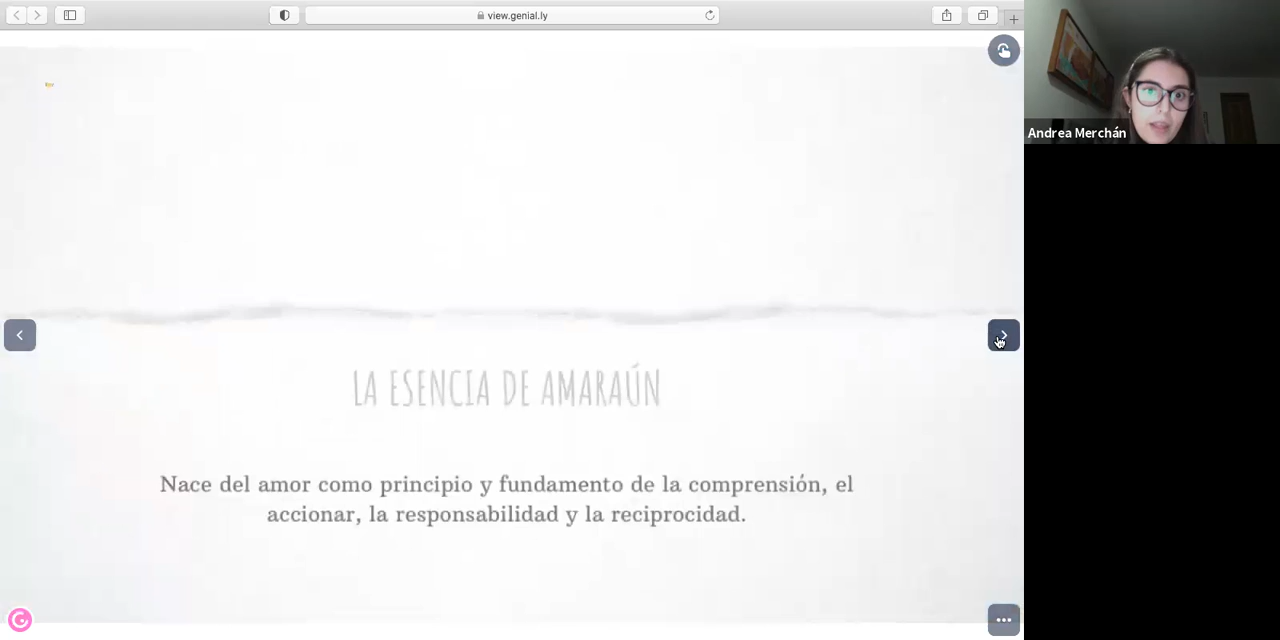 view.genial.ly
Andrea Merchán
LA ESENCIA DE AMARAÚN
Nace del amor como principio y fundamento de la comprensión, el
accionar, la responsabilidad y la reciprocidad.